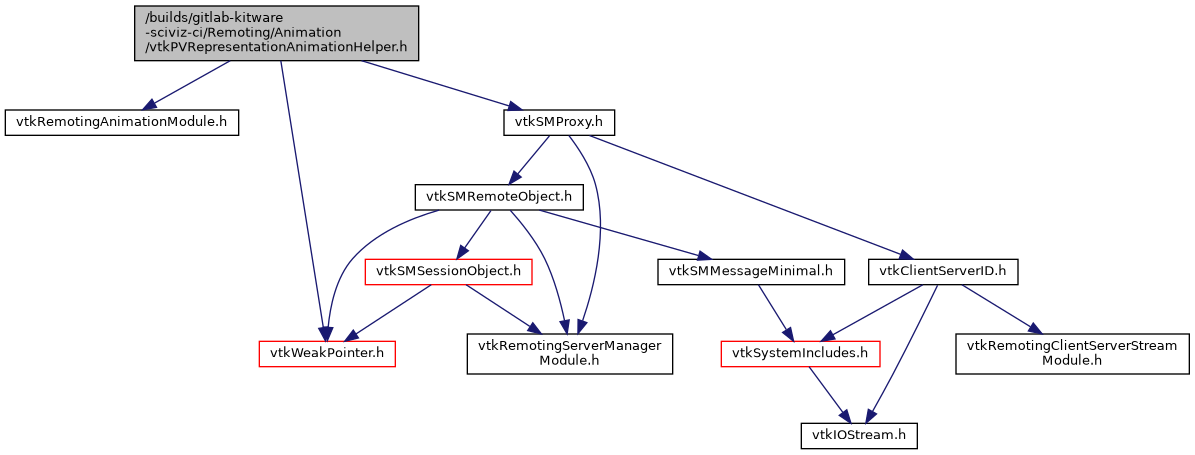 /builds/gitlab-kitware
-sciviz-ci/Remoting/Animation
/vtkPVRepresentationAnimationHelper.h
vtkRemotingAnimationModule.h
vtkSMProxy.h
vtkSMRemoteObject.h
vtkSMSessionObject.h
vtkSMMessageMinimal.h
vtkClientServerID.h
vtkWeakPointer.h
vtkRemotingServerManager
Module.h
vtkSystemIncludes.h
vtkRemotingClientServerStream
Module.h
vtkIOStream.h